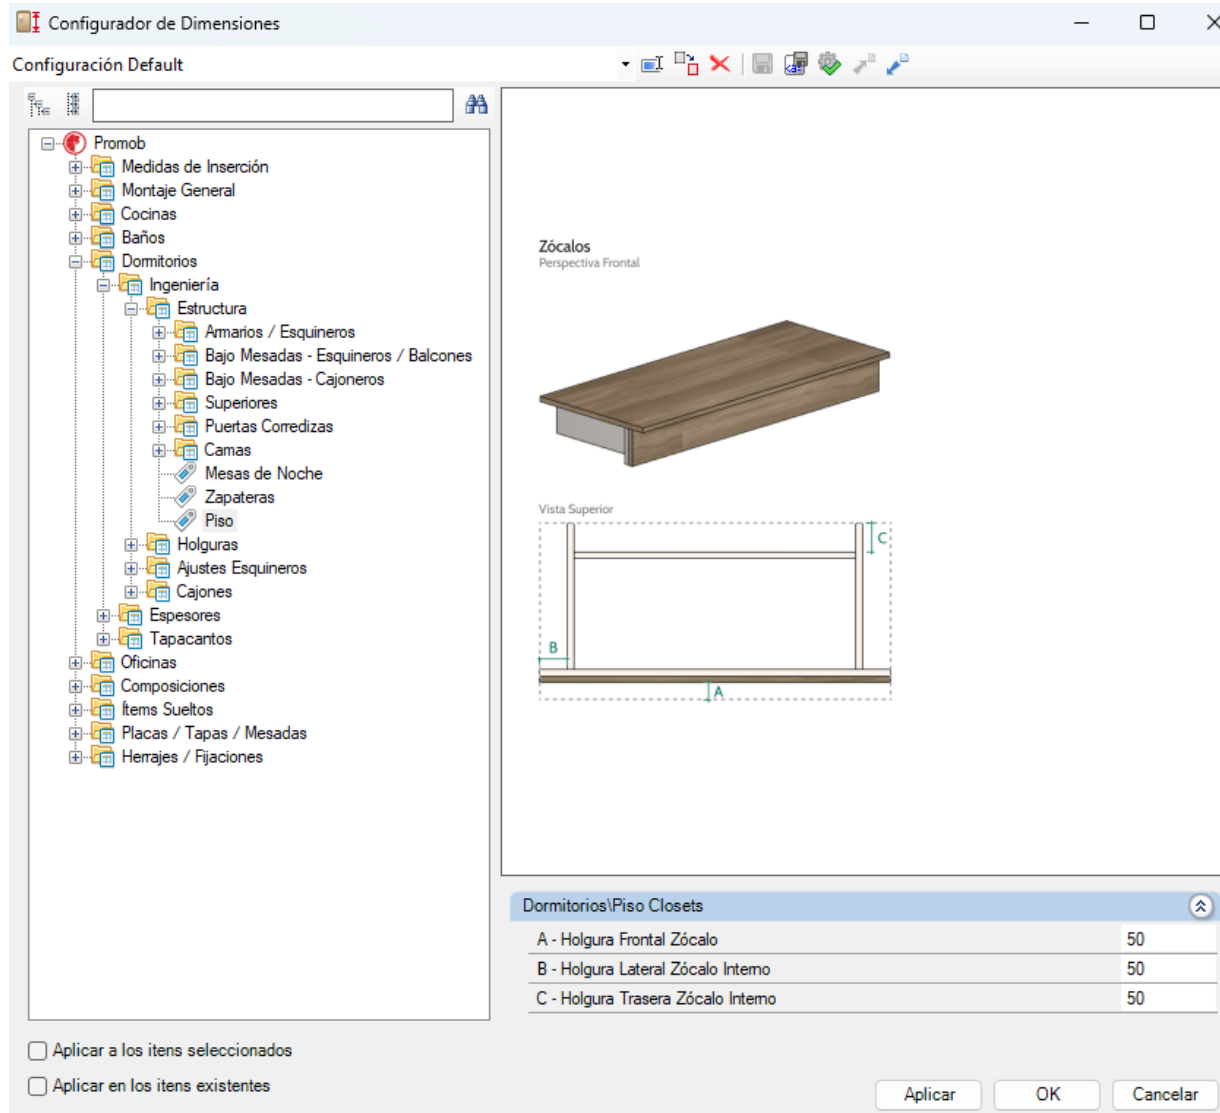 Configurador de Dimensiones
Configuración Default
Promob
Medidas de Inserción
Montaje General
Cocinas
Baños
Dormitorios
Ingeniería
Estructura
Armarios / Esquineros
Bajo Mesadas - Esquineros / Balcones
Bajo Mesadas - Cajoneros
Superiores
Puertas Corredizas
Camas
Mesas de Noche
Zapateras
Piso
Holguras
Ajustes Esquineros
Cajones
Espesores
Tapacantos
Oficinas
Composiciones
Ítems Sueltos
Placas / Tapas / Mesadas
Herrajes / Fijaciones
Zócalos
Perspectiva Frontal
Vista Superior
C
B
A
Dormitorios\Piso Closets
A - Holgura Frontal Zócalo 50
B - Holgura Lateral Zócalo Interno 50
C - Holgura Trasera Zócalo Interno 50
Aplicar a los itens seleccionados
Aplicar en los itens existentes
Aplicar OK Cancelar